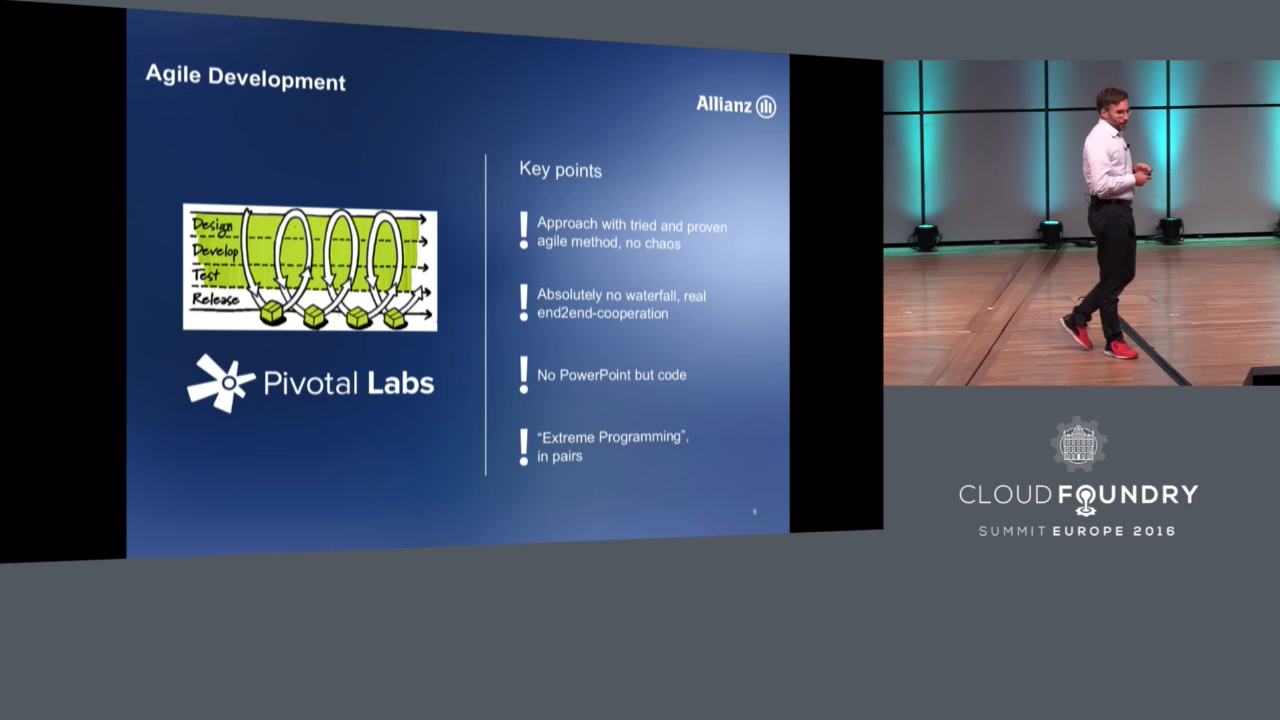 Agile Development
Allianz
Design
Develop
Test
Release
Pivotal Labs
Key points
! Approach with tried and proven
agile method, no chaos
! Absolutely no waterfall, real
end2end-cooperation
! No PowerPoint but code
! “Extreme Programming”,
in pairs
9
CLOUD FOUNDRY
SUMMIT EUROPE 2016